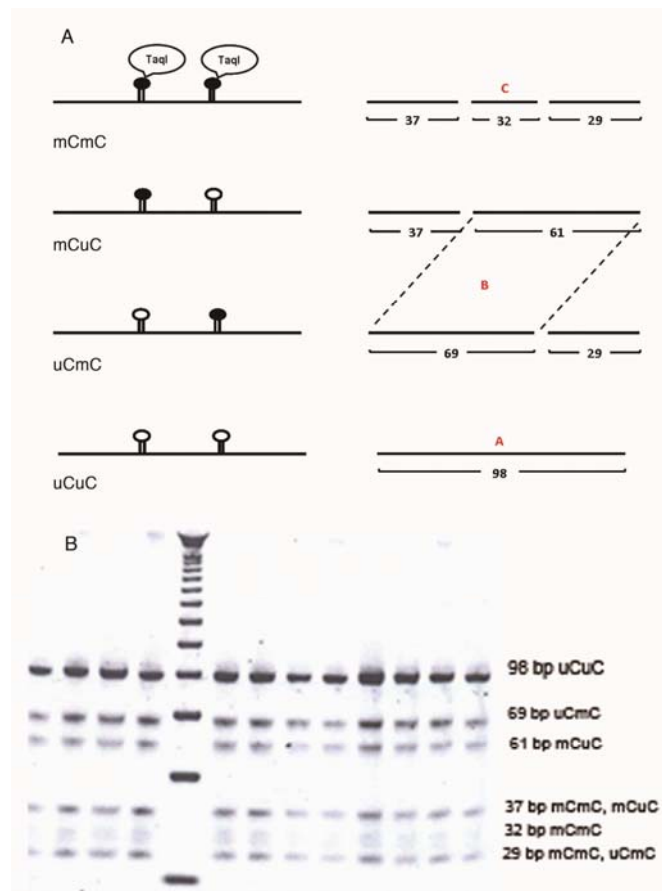 A
TaqI TaqI
C
37 32 29
mCmC
37 61
mCuC
B
69 29
uCmC
A
98
uCuC
B
98 bp uCuC
69 bp uCmC
61 bp mCuC
37 bp mCmC, mCuC
32 bp mCmC
29 bp mCmC, uCmC